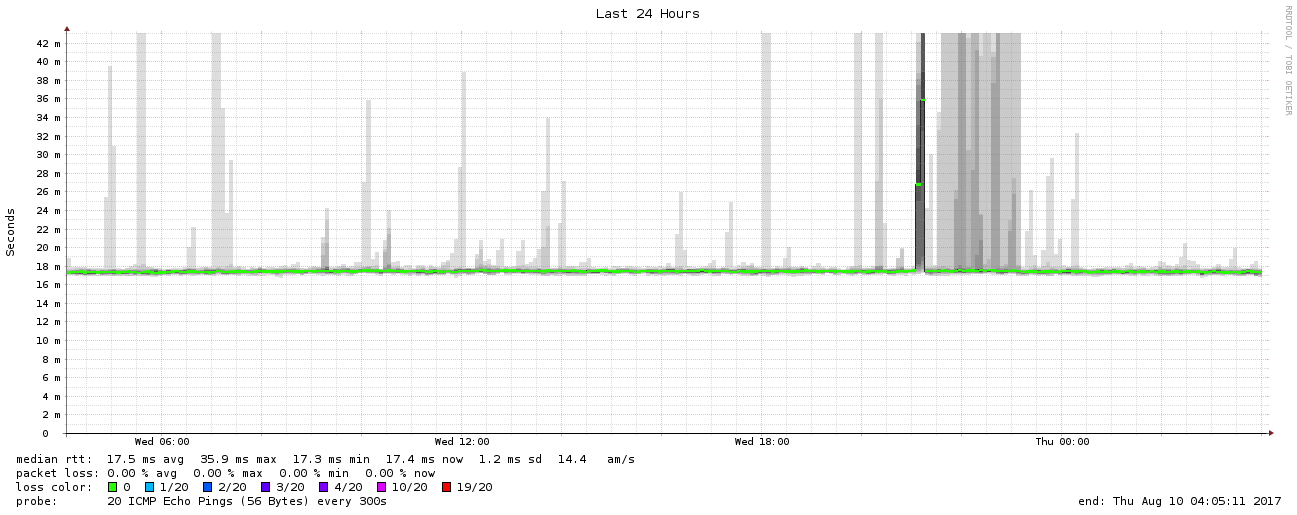 Last 24 Hours
RRDTOOL / TOBI OETIKER
Seconds
42 m
40 m
38 m
36 m
34 m
32 m
30 m
28 m
26 m
24 m
22 m
20 m
18 m
16 m
14 m
12 m
10 m
8 m
6 m
4 m
2 m
0
Wed 06:00 Wed 12:00 Wed 18:00 Thu 00:00
median rtt: 17.5 ms avg 35.9 ms max 17.3 ms min 17.4 ms now 1.2 ms sd 14.4 am/s
packet loss: 0.00 % avg 0.00 % max 0.00 % min 0.00 % now
loss color: 0 1/20 2/20 3/20 4/20 10/20 19/20
probe: 20 ICMP Echo Pings (56 Bytes) every 300s end: Thu Aug 10 04:05:11 2017